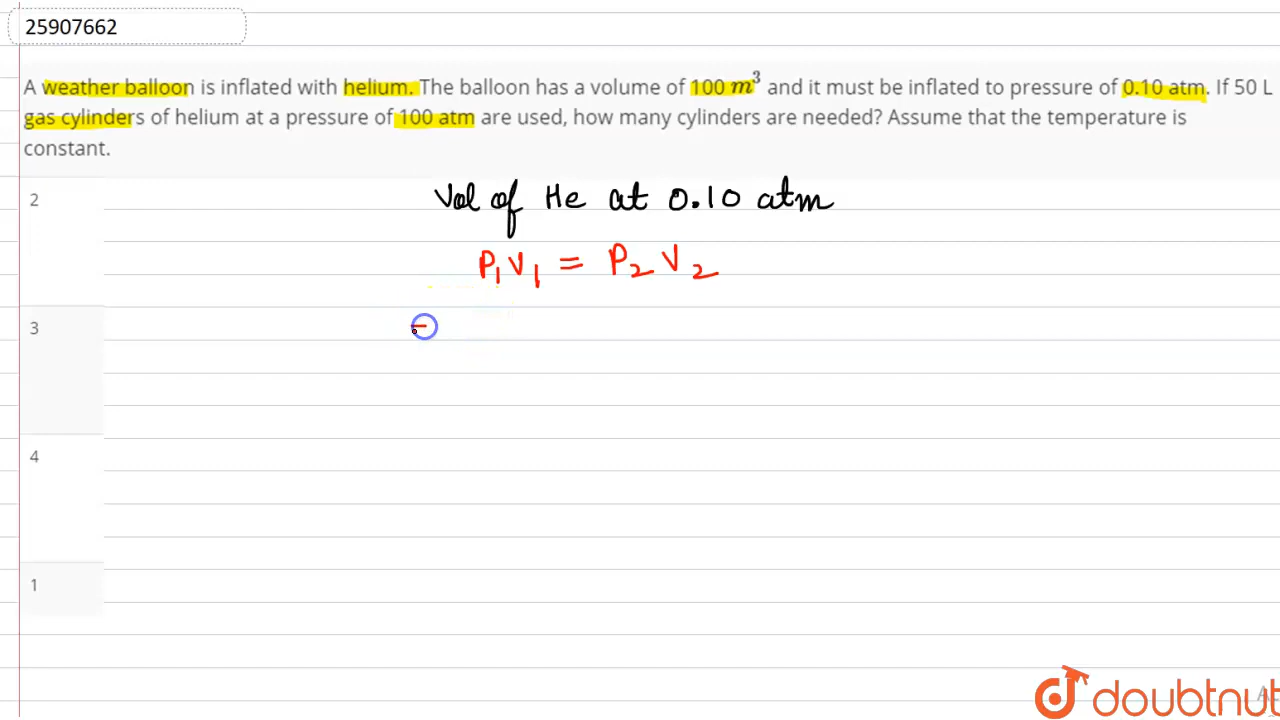 25907662
A weather balloon is inflated with helium. The balloon has a volume of 100 m³ and it must be inflated to pressure of 0.10 atm. If 50 L
gas cylinders of helium at a pressure of 100 atm are used, how many cylinders are needed? Assume that the temperature is
constant.
2
Vol of He at 0.10 atm
P₁V₁ = P₂V₂
3
4
1
doubtnut